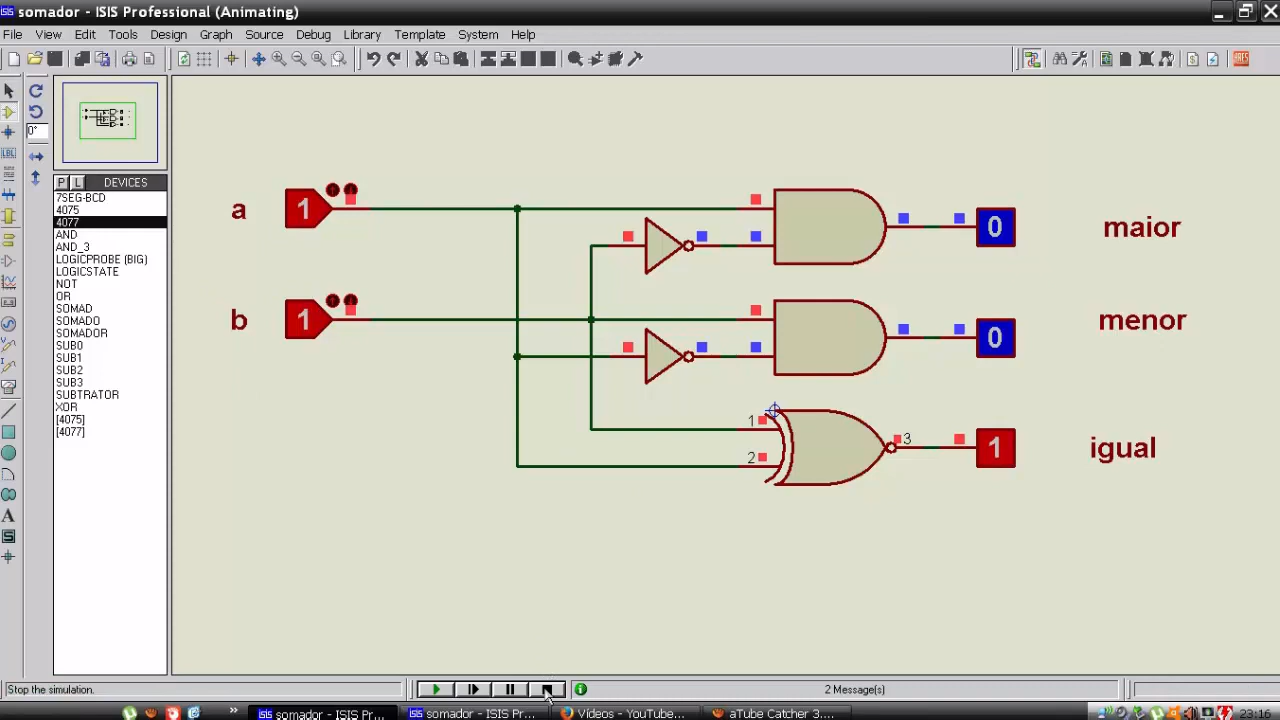 somador - ISIS Professional (Animating)
File View Edit Tools Design Graph Source Debug Library Template System Help
0°
LBL
P L DEVICES
7SEG-BCD
4075
4077
AND
AND_3
LOGICPROBE (BIG)
LOGICSTATE
NOT
OR
SOMAD
SOMADO
SOMADOR
SUB0
SUB1
SUB2
SUB3
SUBTRATOR
XOR
[4075]
[4077]
A
S
a 1 0 maior
b 1 0 menor
1
2 3 1 igual
Stop the simulation. 2 Message(s)
somador - ISIS Pr... somador - ISIS Pr... Vídeos - YouTube... aTube Catcher 3.... 23:16